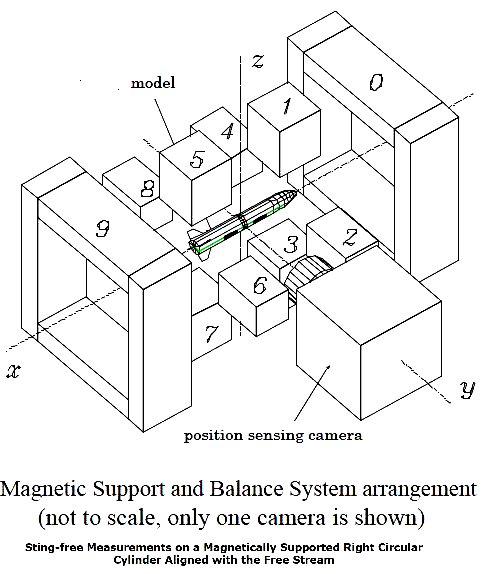 z
0
model
1
4
5
8
9
3
2
6
7
x
y
position sensing camera
Magnetic Support and Balance System arrangement
(not to scale, only one camera is shown)
Sting-free Measurements on a Magnetically Supported Right Circular
Cylinder Aligned with the Free Stream